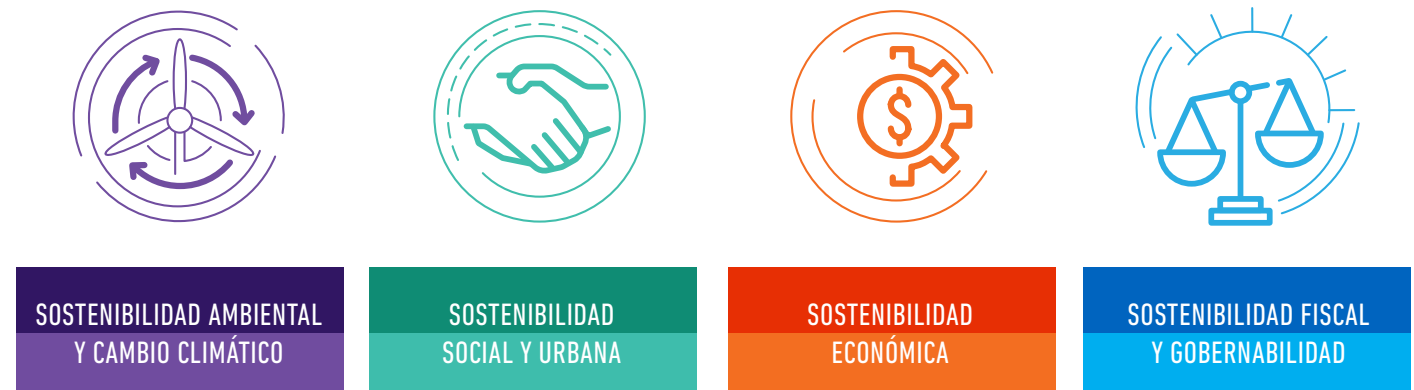 SOSTENIBILIDAD AMBIENTAL
Y CAMBIO CLIMÁTICO
SOSTENIBILIDAD
SOCIAL Y URBANA
$
SOSTENIBILIDAD
ECONÓMICA
SOSTENIBILIDAD FISCAL
Y GOBERNABILIDAD